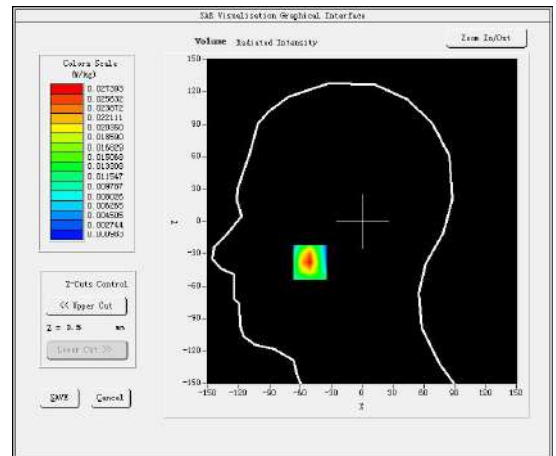 SAR Visualisation Graphical Interface
Volume Radiated Intensity
Zoom In/Out
Colors Scale
(W/Kg)
0.027393
0.025632
0.023872
0.022111
0.020350
0.018590
0.016829
0.015068
0.013308
0.011547
0.009787
0.008026
0.006265
0.004505
0.002744
0.000983
150
120
90
60
30
0
-30
-60
-90
-120
-150
Z
-150 -120 -90 -60 -30 0 30 60 90 120 150
X
Z-Cuts Control
<< Upper Cut
Z = 3.5 mm
Lower Cut >>
SAVE Cancel